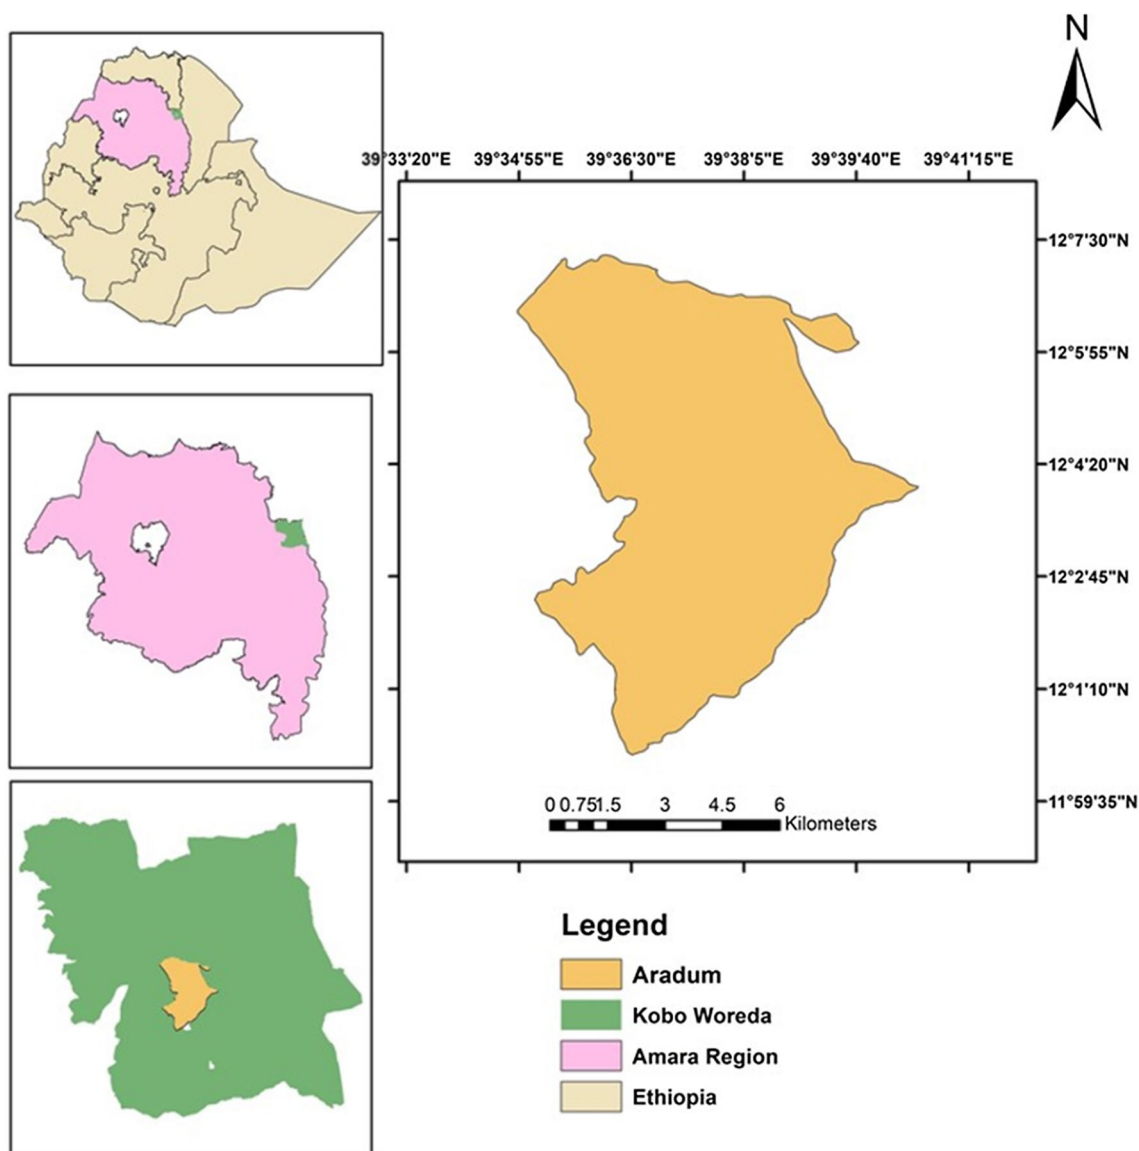 N
39°33'20"E 39°34'55"E 39°36'30"E 39°38'5"E 39°39'40"E 39°41'15"E
12°7'30"N
12°5'55"N
12°4'20"N
12°2'45"N
12°1'10"N
11°59'35"N
0 0.751.5 3 4.5 6
Kilometers
Legend
Aradum
Kobo Woreda
Amara Region
Ethiopia